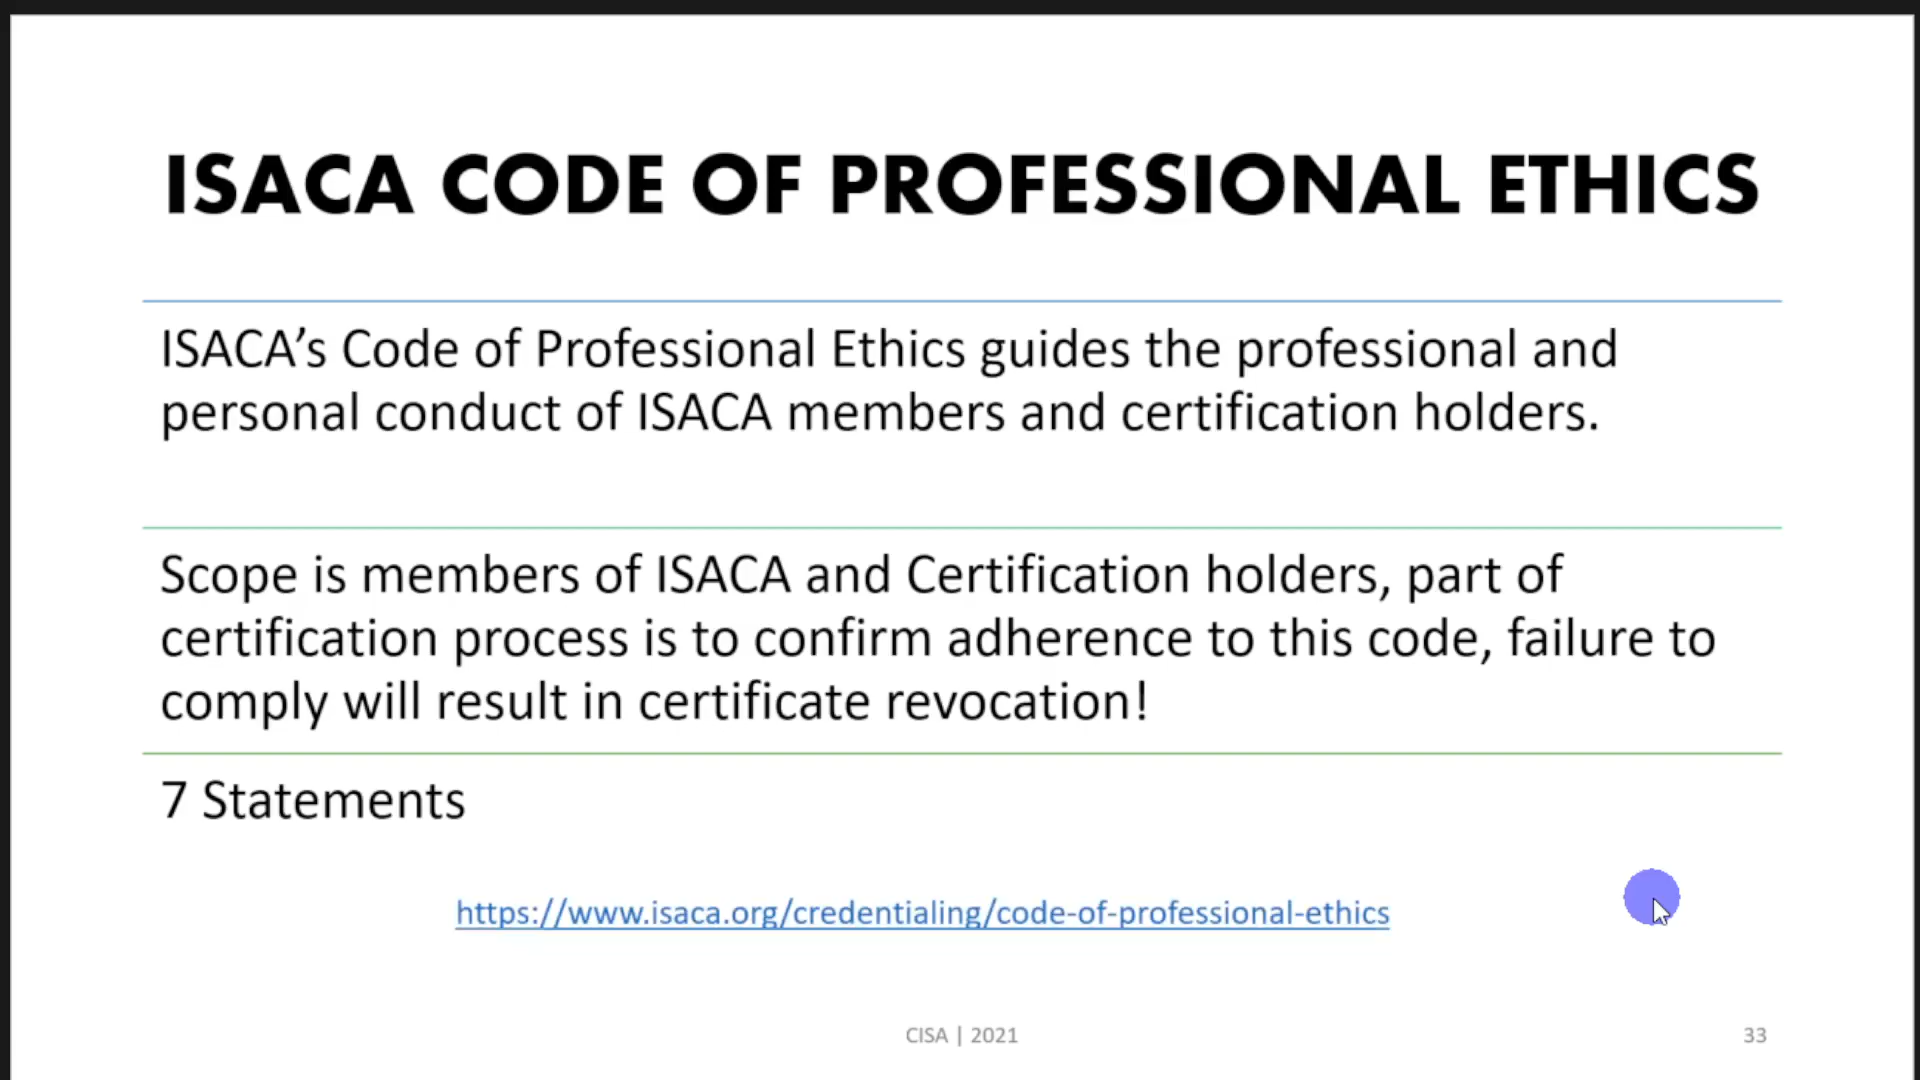 ISACA CODE OF PROFESSIONAL ETHICS
ISACA’s Code of Professional Ethics guides the professional and
personal conduct of ISACA members and certification holders.
Scope is members of ISACA and Certification holders, part of
certification process is to confirm adherence to this code, failure to
comply will result in certificate revocation!
7 Statements
https://www.isaca.org/credentialing/code-of-professional-ethics
CISA | 2021
33